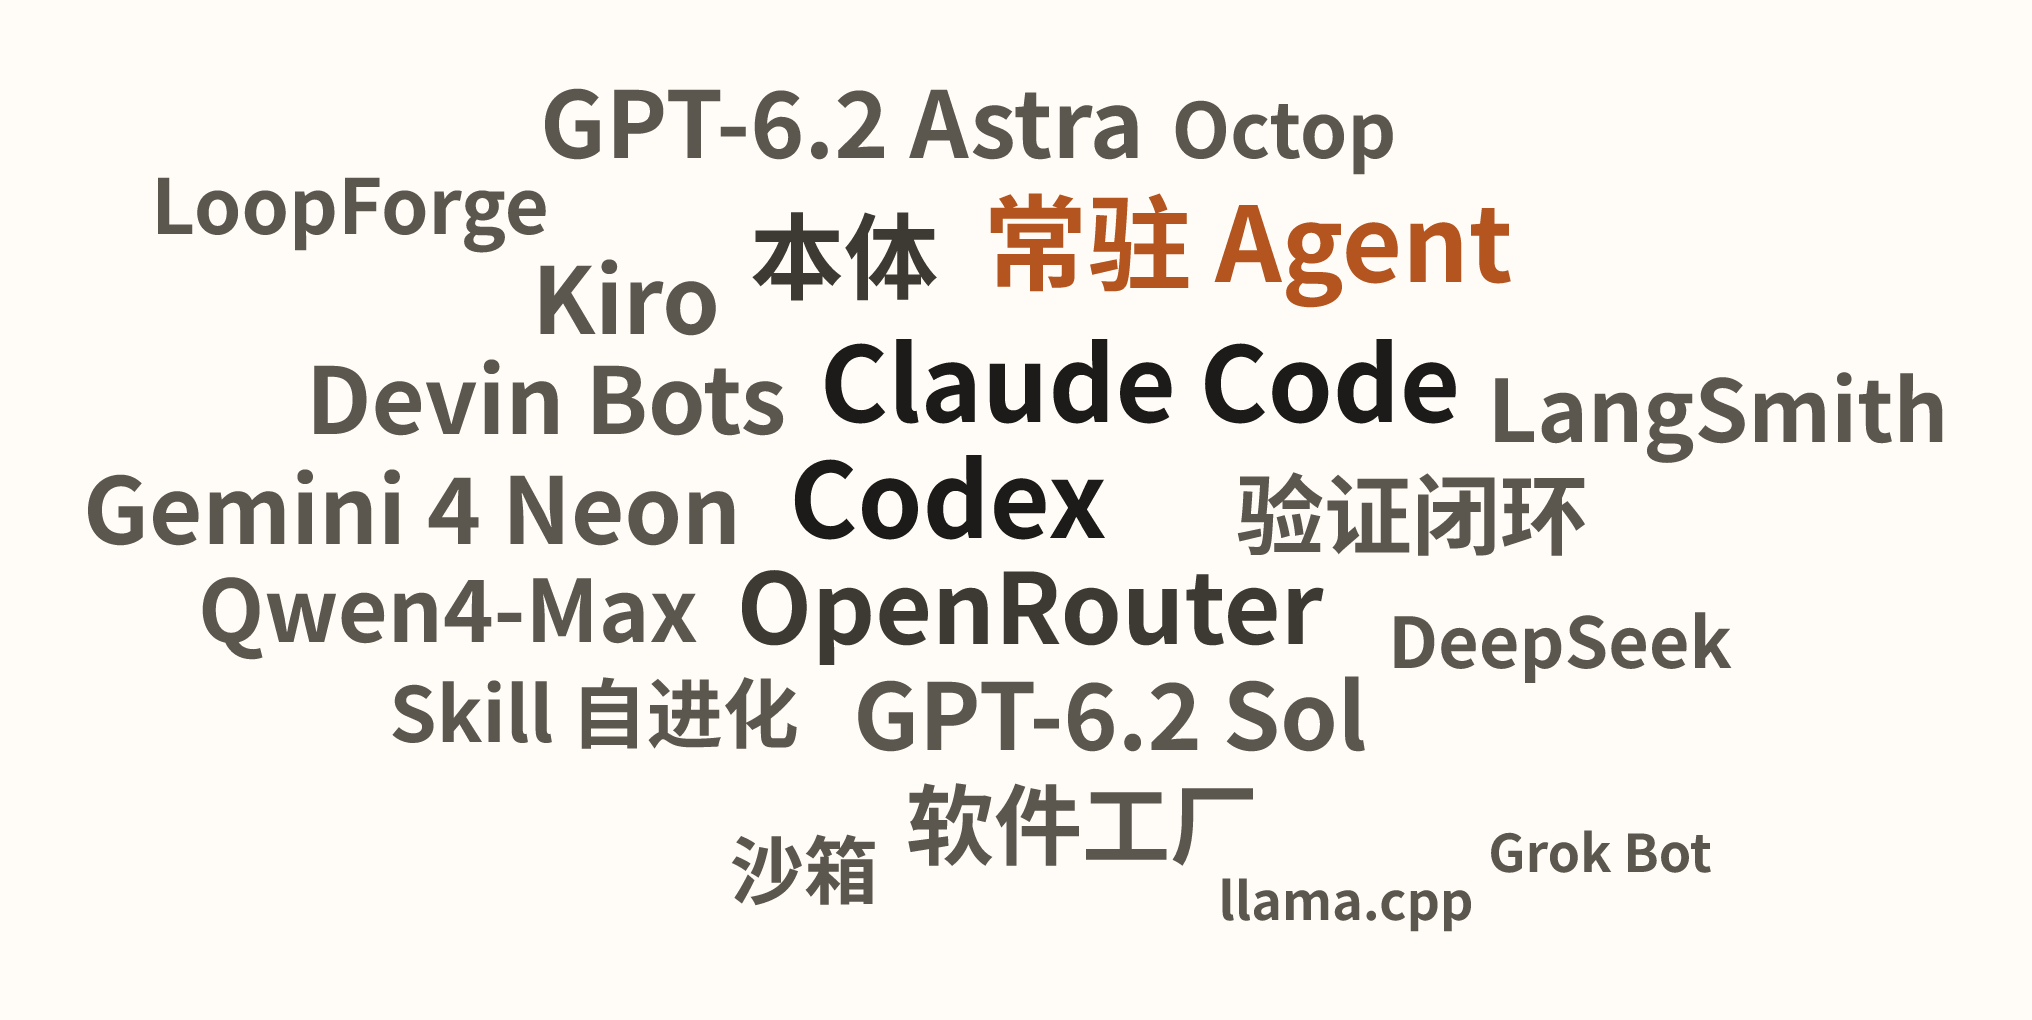 GPT-6.2 Astra
Octop
LoopForge
本体
常驻 Agent
Kiro
Devin Bots
Claude Code
LangSmith
Gemini 4 Neon
Codex
验证闭环
Qwen4-Max
OpenRouter
DeepSeek
Skill 自进化
GPT-6.2 Sol
软件工厂
沙箱
Grok Bot
llama.cpp